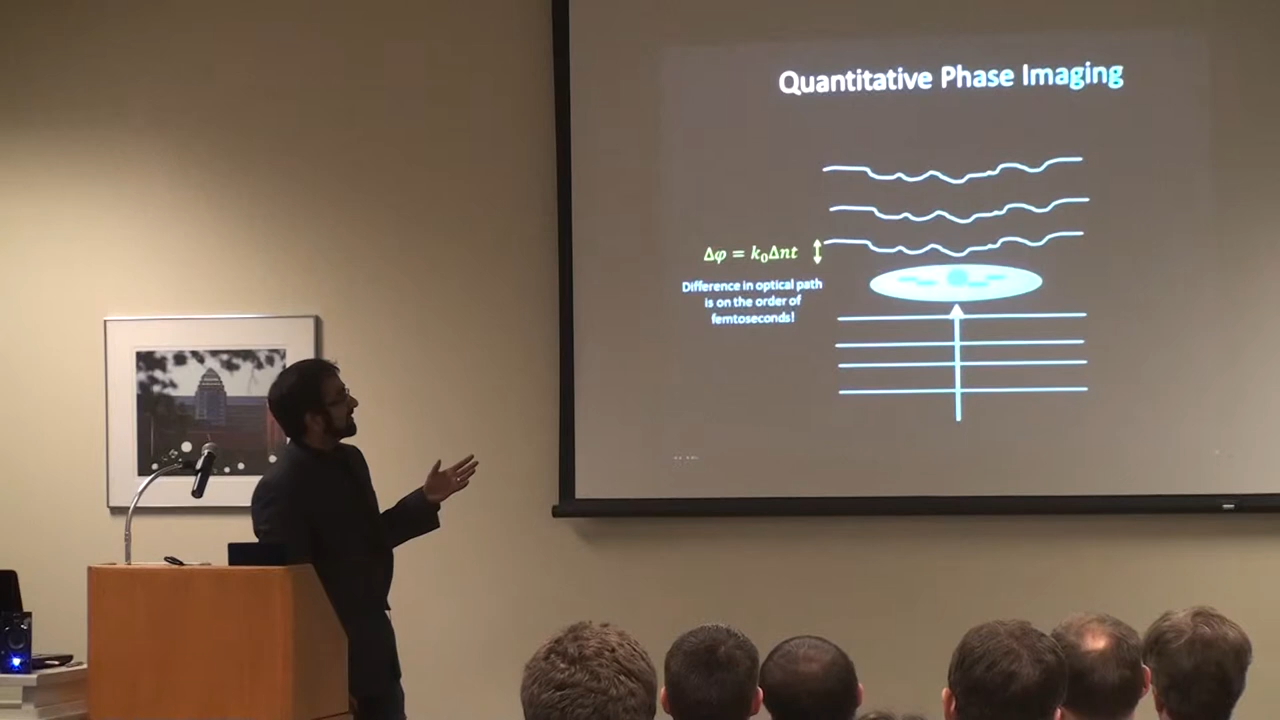 Quantitative Phase Imaging
Δφ = k₀Δnt
Difference in optical path
is on the order of
femtoseconds!